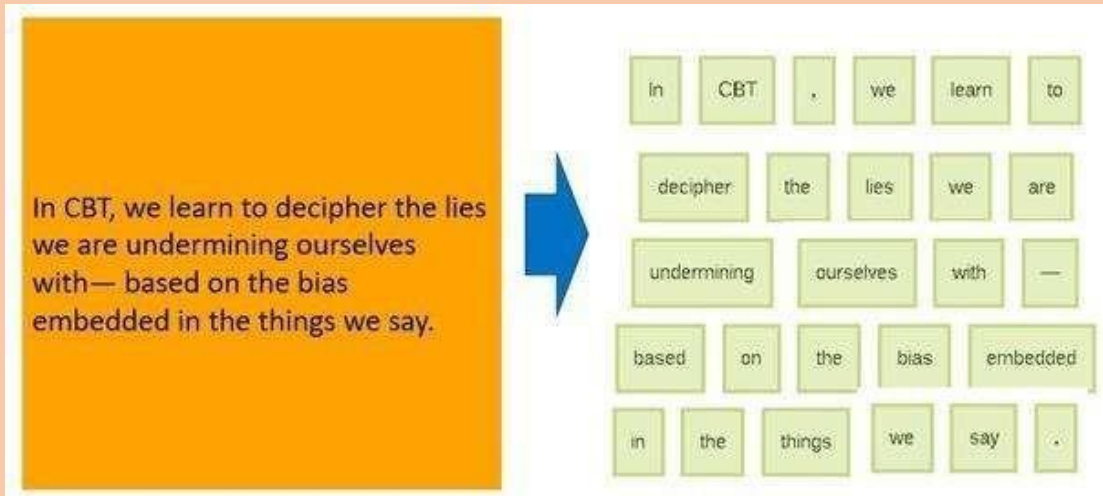 In CBT, we learn to decipher the lies
we are undermining ourselves
with— based on the bias
embedded in the things we say.
In CBT , we learn to
decipher the lies we are
undermining ourselves with —
based on the bias embedded
in the things we say .